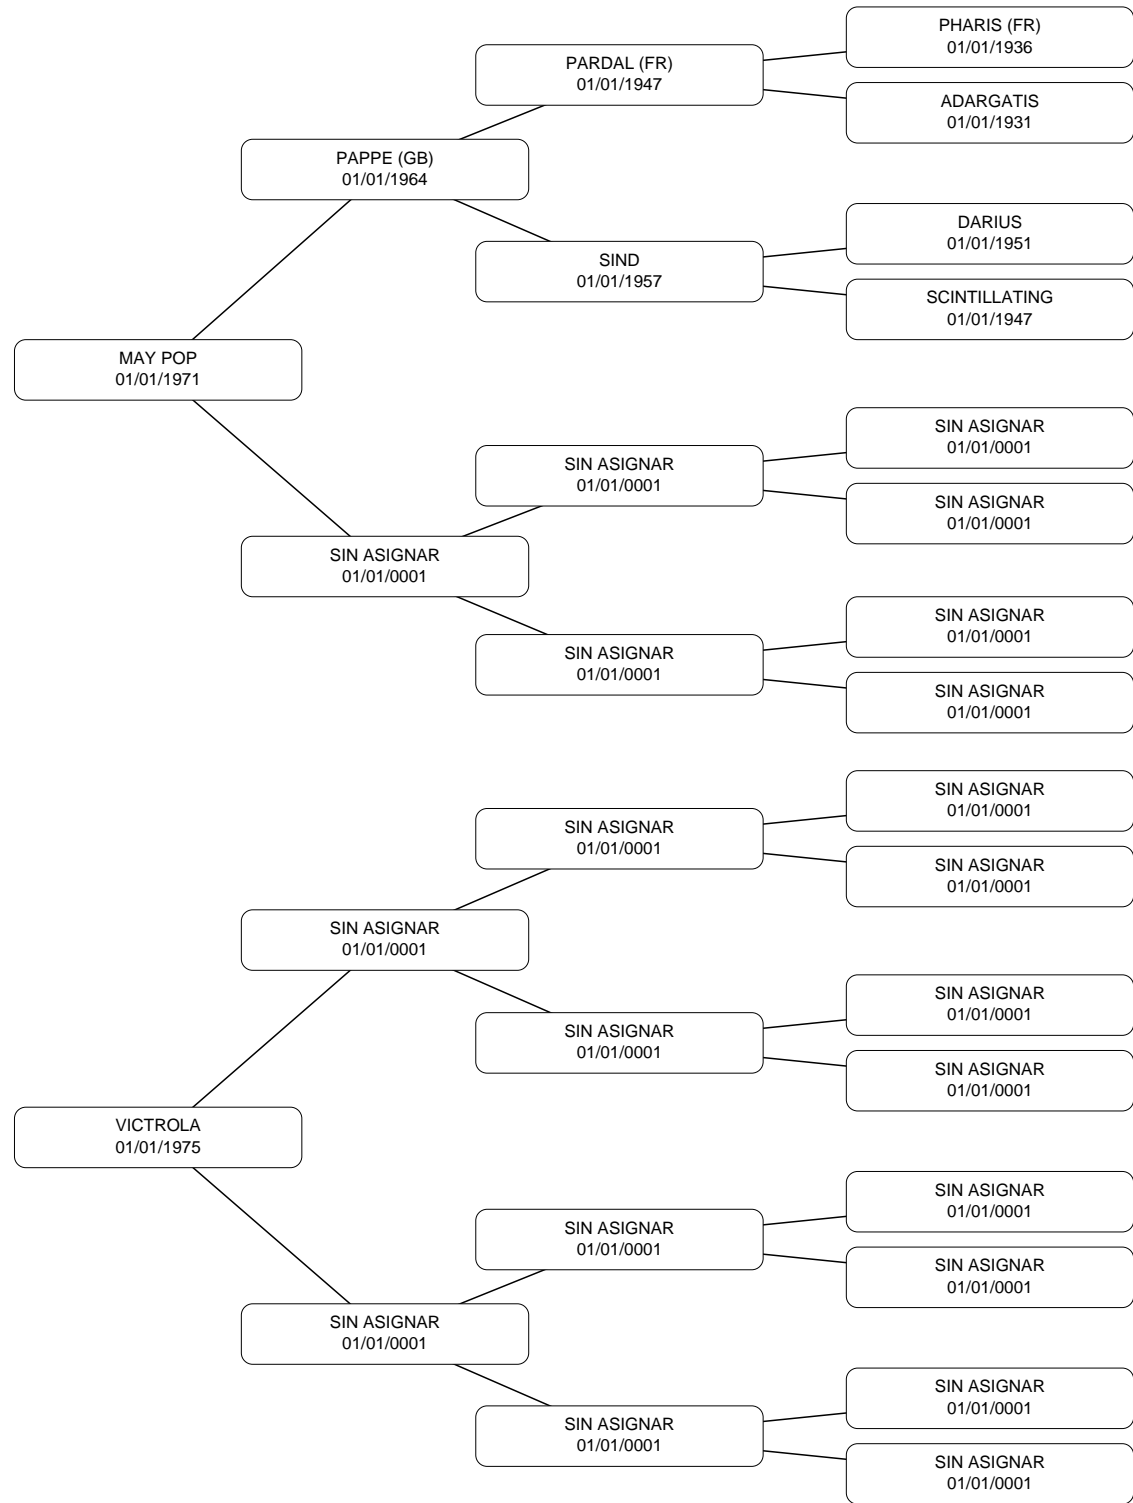 PHARIS (FR)
01/01/1936
PARDAL (FR)
01/01/1947
ADARGATIS
01/01/1931
PAPPE (GB)
01/01/1964
DARIUS
01/01/1951
SIND
01/01/1957
SCINTILLATING
01/01/1947
MAY POP
01/01/1971
SIN ASIGNAR
01/01/0001
SIN ASIGNAR
01/01/0001
SIN ASIGNAR
01/01/0001
SIN ASIGNAR
01/01/0001
SIN ASIGNAR
01/01/0001
SIN ASIGNAR
01/01/0001
SIN ASIGNAR
01/01/0001
SIN ASIGNAR
01/01/0001
SIN ASIGNAR
01/01/0001
SIN ASIGNAR
01/01/0001
SIN ASIGNAR
01/01/0001
SIN ASIGNAR
01/01/0001
SIN ASIGNAR
01/01/0001
SIN ASIGNAR
01/01/0001
VICTROLA
01/01/1975
SIN ASIGNAR
01/01/0001
SIN ASIGNAR
01/01/0001
SIN ASIGNAR
01/01/0001
SIN ASIGNAR
01/01/0001
SIN ASIGNAR
01/01/0001
SIN ASIGNAR
01/01/0001
SIN ASIGNAR
01/01/0001